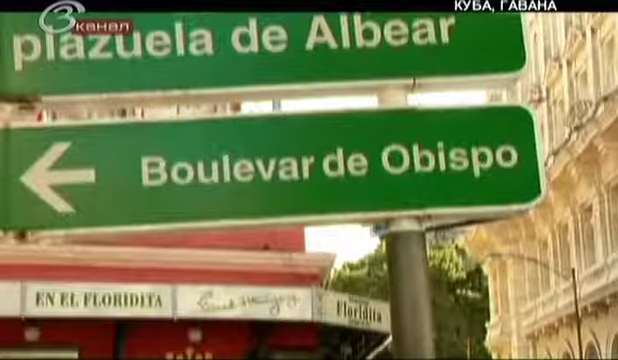 3 канал
КУБА, ГАВАНА
plazuela de Albear
Boulevar de Obispo
EN EL FLORIDITA
Floridita